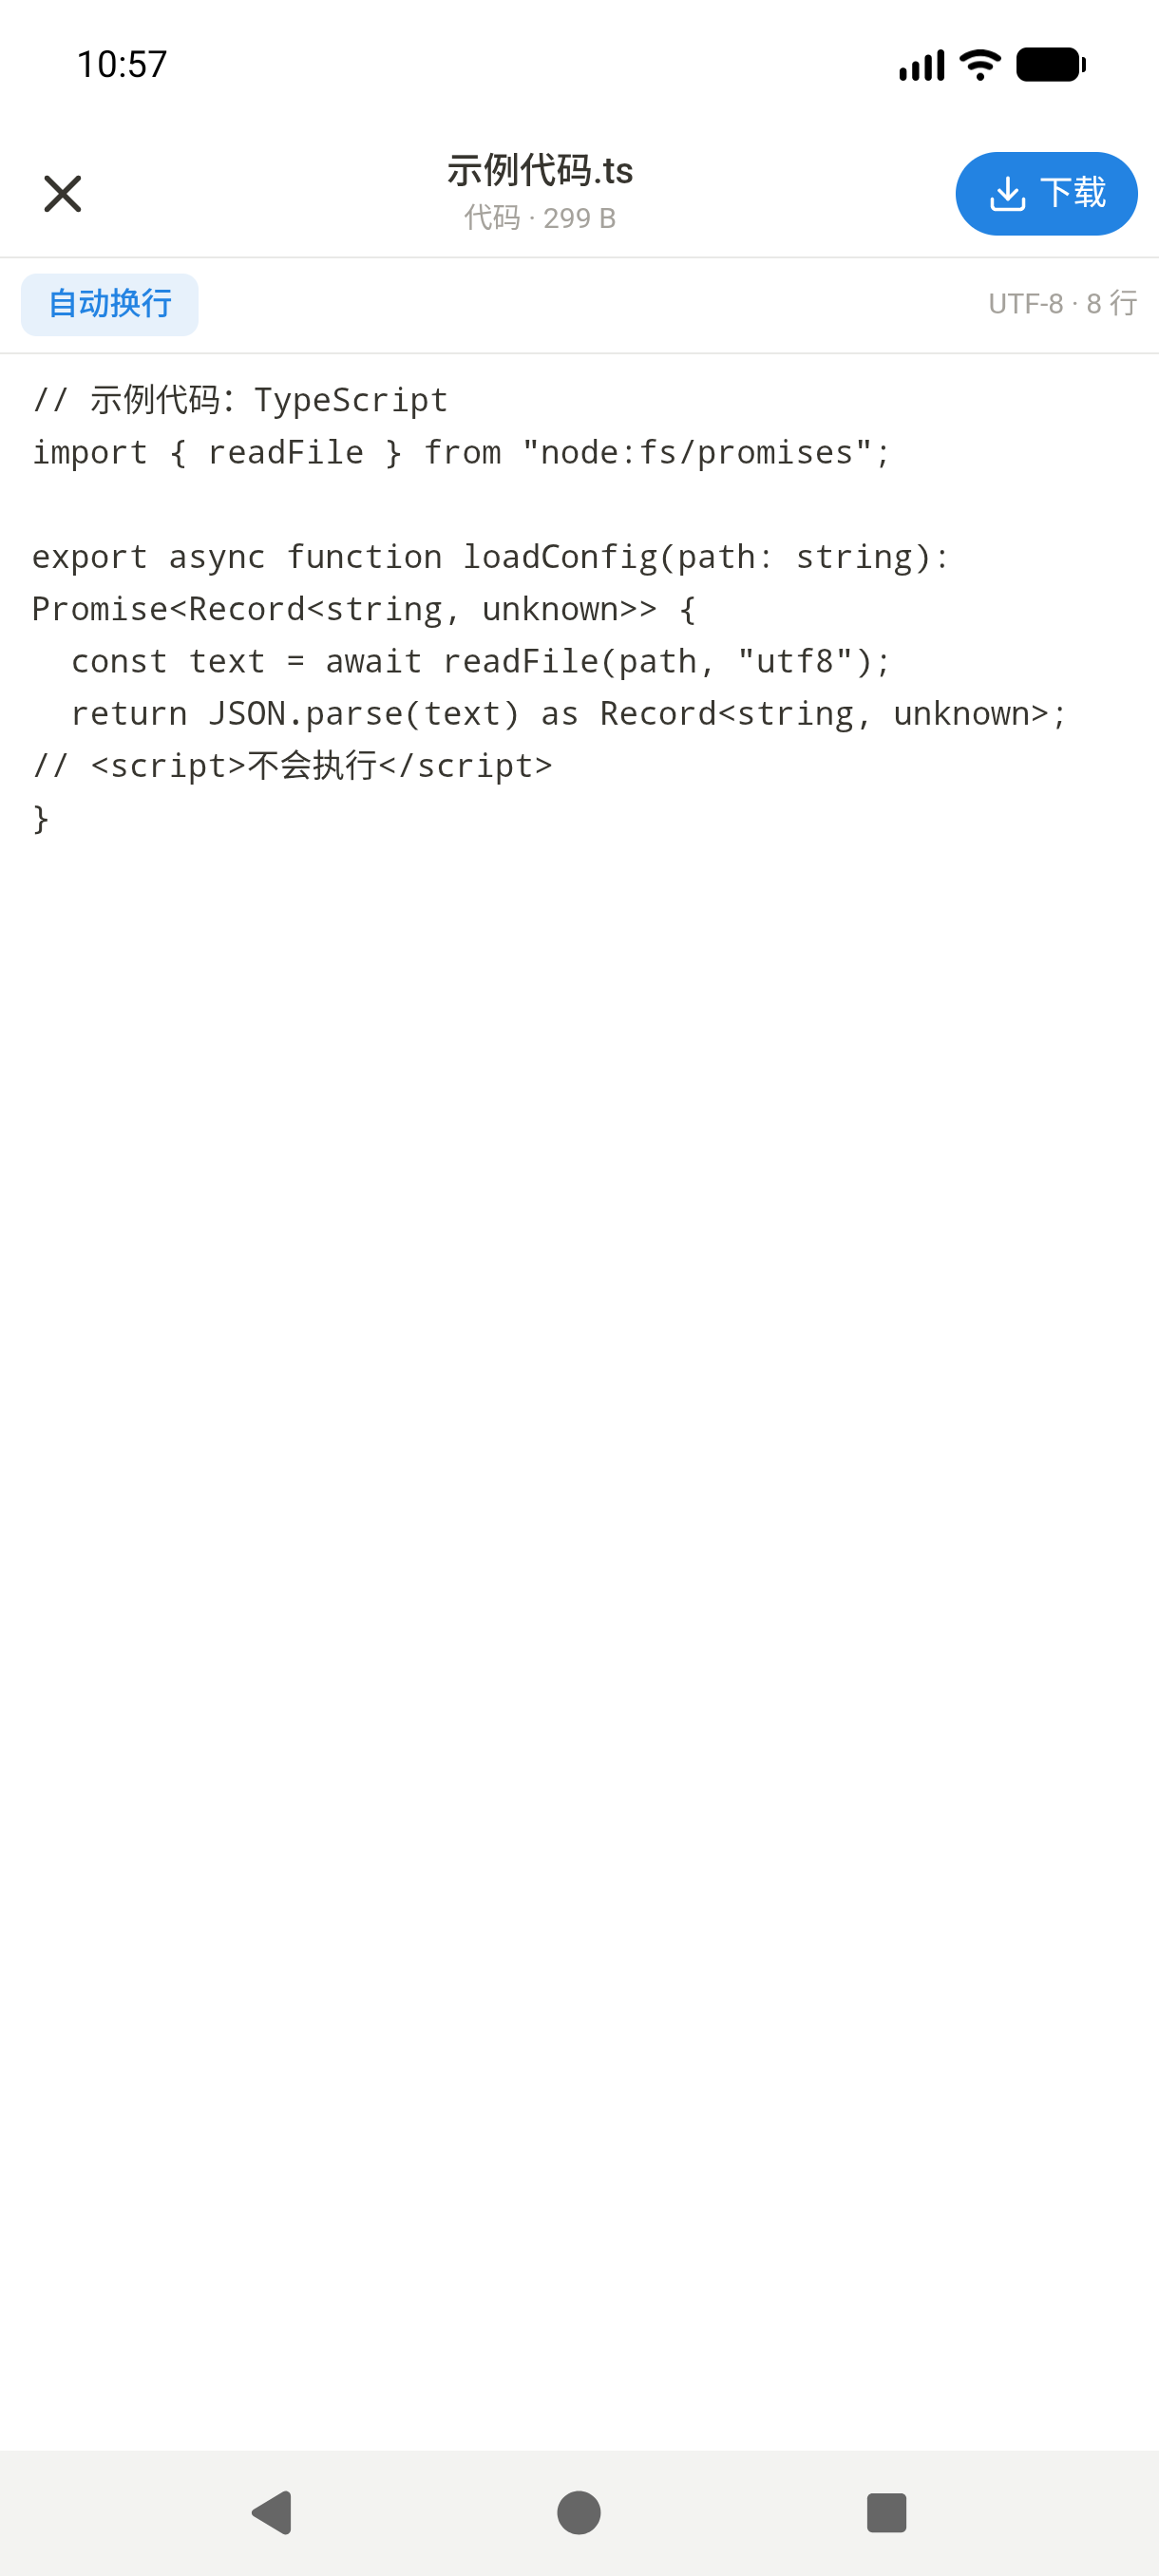 10:57
示例代码.ts
代码 · 299 B
下载
自动换行
UTF-8 · 8 行
// 示例代码：TypeScript
import { readFile } from "node:fs/promises";

export async function loadConfig(path: string):
Promise<Record<string, unknown>> {
  const text = await readFile(path, "utf8");
  return JSON.parse(text) as Record<string, unknown>;
// <script>不会执行</script>
}